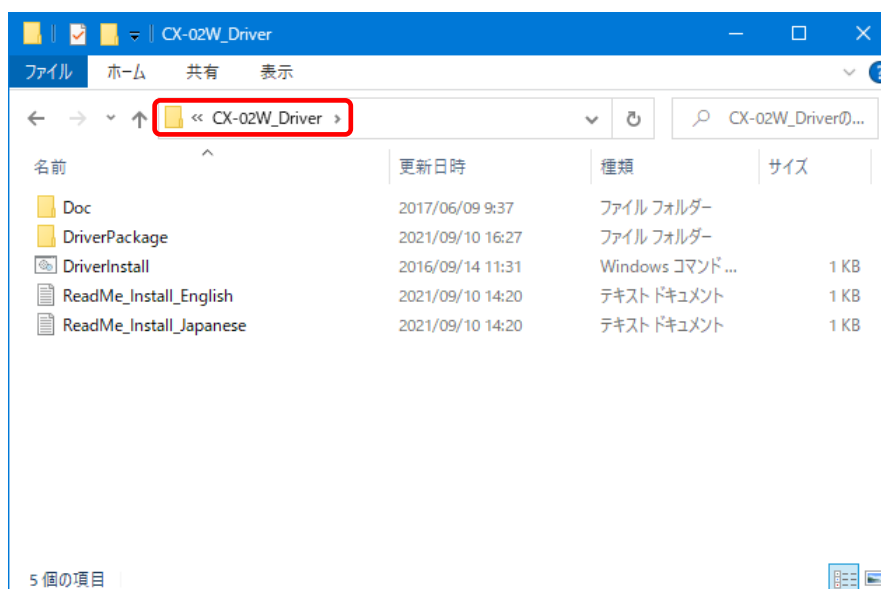 CX-02W_Driver
ファイル ホーム 共有 表示
« CX-02W_Driver › CX-02W_Driverの...
名前 更新日時 種類 サイズ
Doc 2017/06/09 9:37 ファイル フォルダー
DriverPackage 2021/09/10 16:27 ファイル フォルダー
DriverInstall 2016/09/14 11:31 Windows コマンド ... 1 KB
ReadMe_Install_English 2021/09/10 14:20 テキスト ドキュメント 1 KB
ReadMe_Install_Japanese 2021/09/10 14:20 テキスト ドキュメント 1 KB
5 個の項目